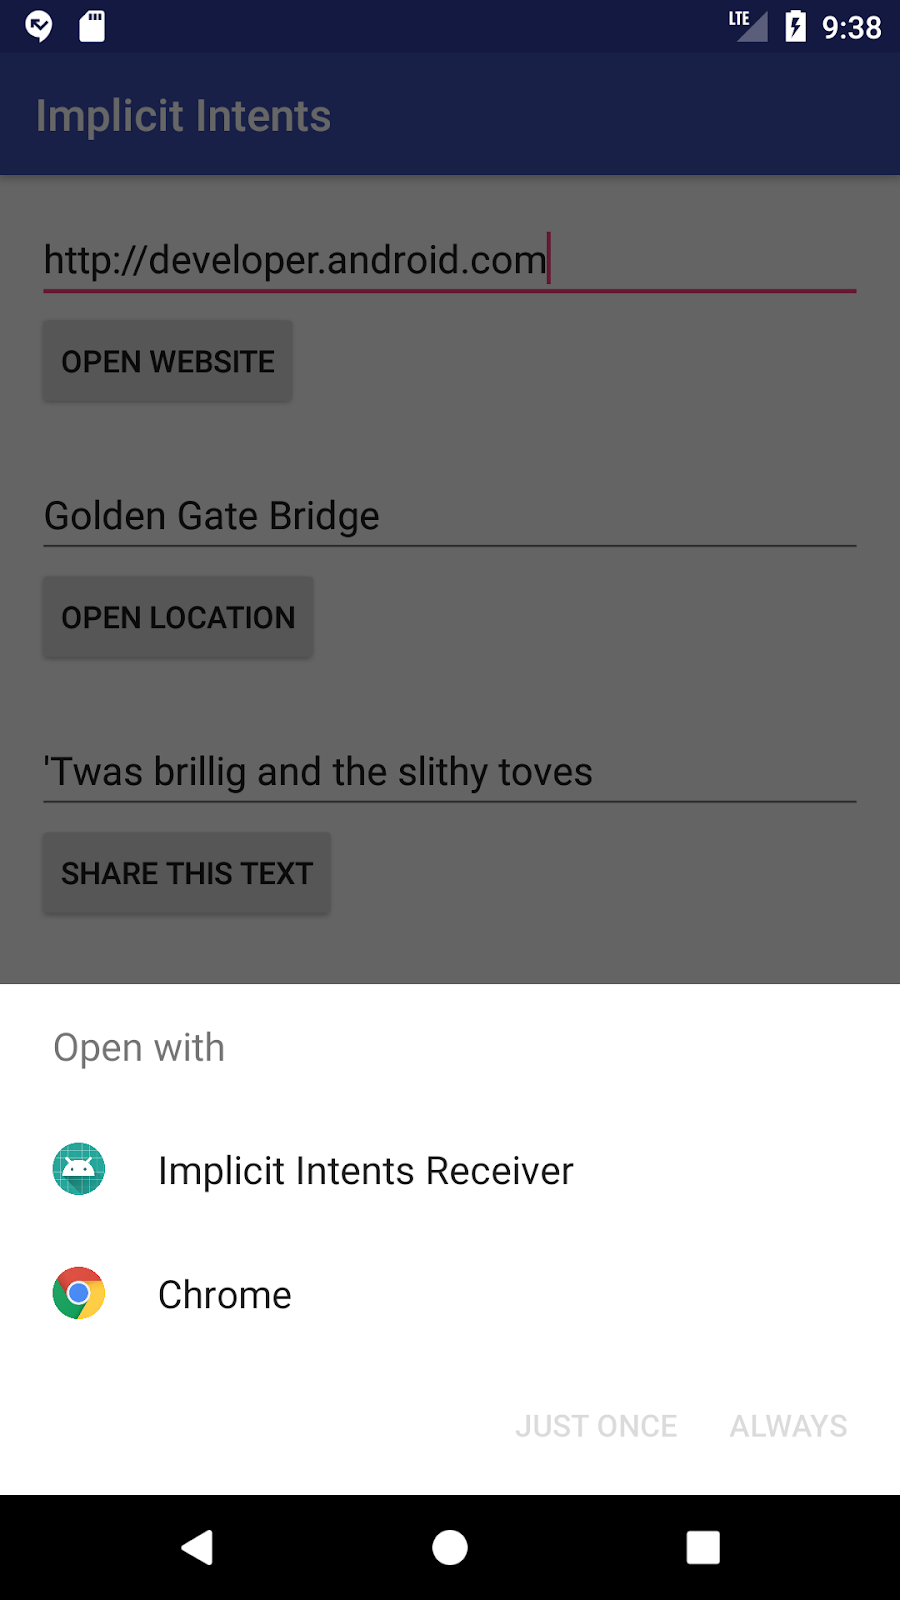 LTE 9:38
Implicit Intents
http://developer.android.com
OPEN WEBSITE
Golden Gate Bridge
OPEN LOCATION
'Twas brillig and the slithy toves
SHARE THIS TEXT
Open with
Implicit Intents Receiver
Chrome
JUST ONCE ALWAYS